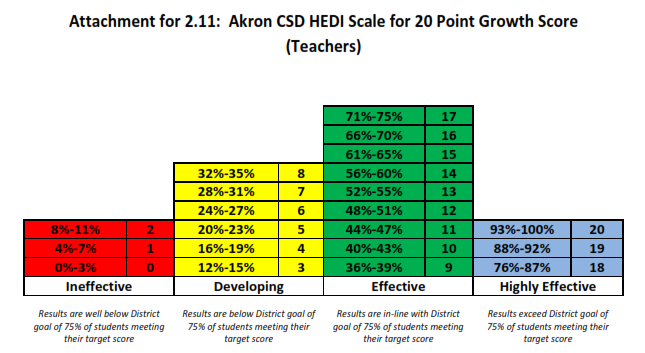 Attachment for 2.11: Akron CSD HEDI Scale for 20 Point Growth Score
(Teachers)
71%-75% 17
66%-70% 16
61%-65% 15
32%-35% 8 56%-60% 14
28%-31% 7 52%-55% 13
24%-27% 6 48%-51% 12
8%-11% 2 20%-23% 5 44%-47% 11 93%-100% 20
4%-7% 1 16%-19% 4 40%-43% 10 88%-92% 19
0%-3% 0 12%-15% 3 36%-39% 9 76%-87% 18
Ineffective Developing Effective Highly Effective
Results are well below District
goal of 75% of students meeting
their target score
Results are below District goal of
75% of students meeting their
target score
Results are in-line with District
goal of 75% of students meeting
their target score
Results exceed District goal of
75% of students meeting their
target score